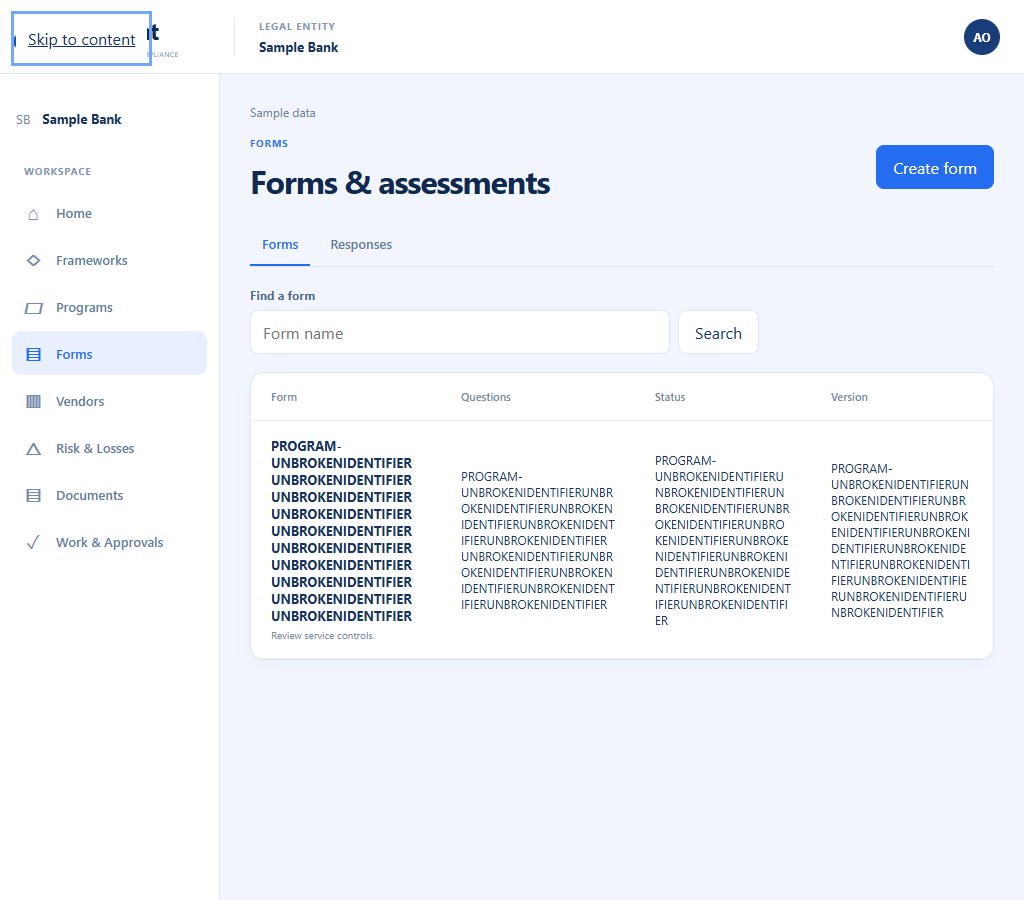 Skip to content
LEGAL ENTITY
Sample Bank
AO
SB Sample Bank
WORKSPACE
Home
Frameworks
Programs
Forms
Vendors
Risk & Losses
Documents
Work & Approvals
Sample data
FORMS
Forms & assessments
Create form
Forms Responses
Find a form
Form name
Search
Form Questions Status Version
PROGRAM-
UNBROKENIDENTIFIER
UNBROKENIDENTIFIER
UNBROKENIDENTIFIER
UNBROKENIDENTIFIER
UNBROKENIDENTIFIER
UNBROKENIDENTIFIER
UNBROKENIDENTIFIER
UNBROKENIDENTIFIER
UNBROKENIDENTIFIER
UNBROKENIDENTIFIER
Review service controls.
PROGRAM-
UNBROKENIDENTIFIERUNBR
OKENIDENTIFIERUNBROKEN
IDENTIFIERUNBROKENIDENT
IFIERUNBROKENIDENTIFIER
UNBROKENIDENTIFIERUNBR
OKENIDENTIFIERUNBROKEN
IDENTIFIERUNBROKENIDENT
IFIERUNBROKENIDENTIFIER
PROGRAM-
UNBROKENIDENTIFIERU
NBROKENIDENTIFIERUN
BROKENIDENTIFIERUNBR
OKENIDENTIFIERUNBRO
KENIDENTIFIERUNBROKE
NIDENTIFIERUNBROKENI
DENTIFIERUNBROKENIDE
NTIFIERUNBROKENIDENT
IFIERUNBROKENIDENTIFI
ER
PROGRAM-
UNBROKENIDENTIFIERUN
BROKENIDENTIFIERUNBR
OKENIDENTIFIERUNBROK
ENIDENTIFIERUNBROKENI
DENTIFIERUNBROKENIDE
NTIFIERUNBROKENIDENTI
FIERUNBROKENIDENTIFIE
RUNBROKENIDENTIFIERU
NBROKENIDENTIFIER